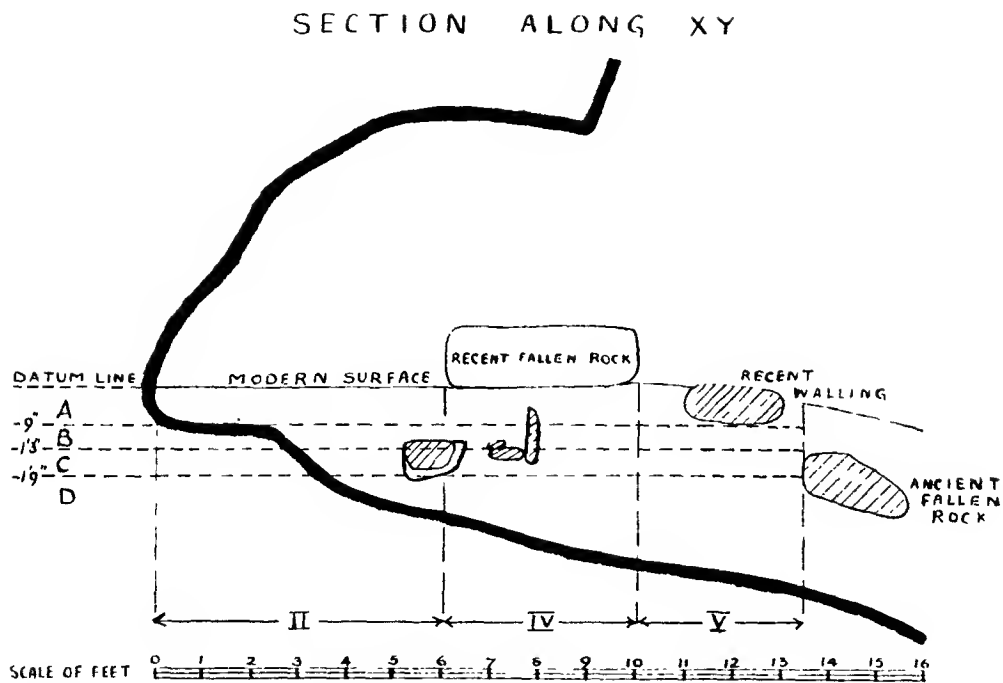 SECTION ALONG XY
RECENT FALLEN ROCK
DATUM LINE
MODERN SURFACE
RECENT
WALLING
A
-9"
B
-1'3"
C
-1'9"
D
ANCIENT
FALLEN
ROCK
II IV V
SCALE OF FEET 0 1 2 3 4 5 6 7 8 9 10 11 12 13 14 15 16